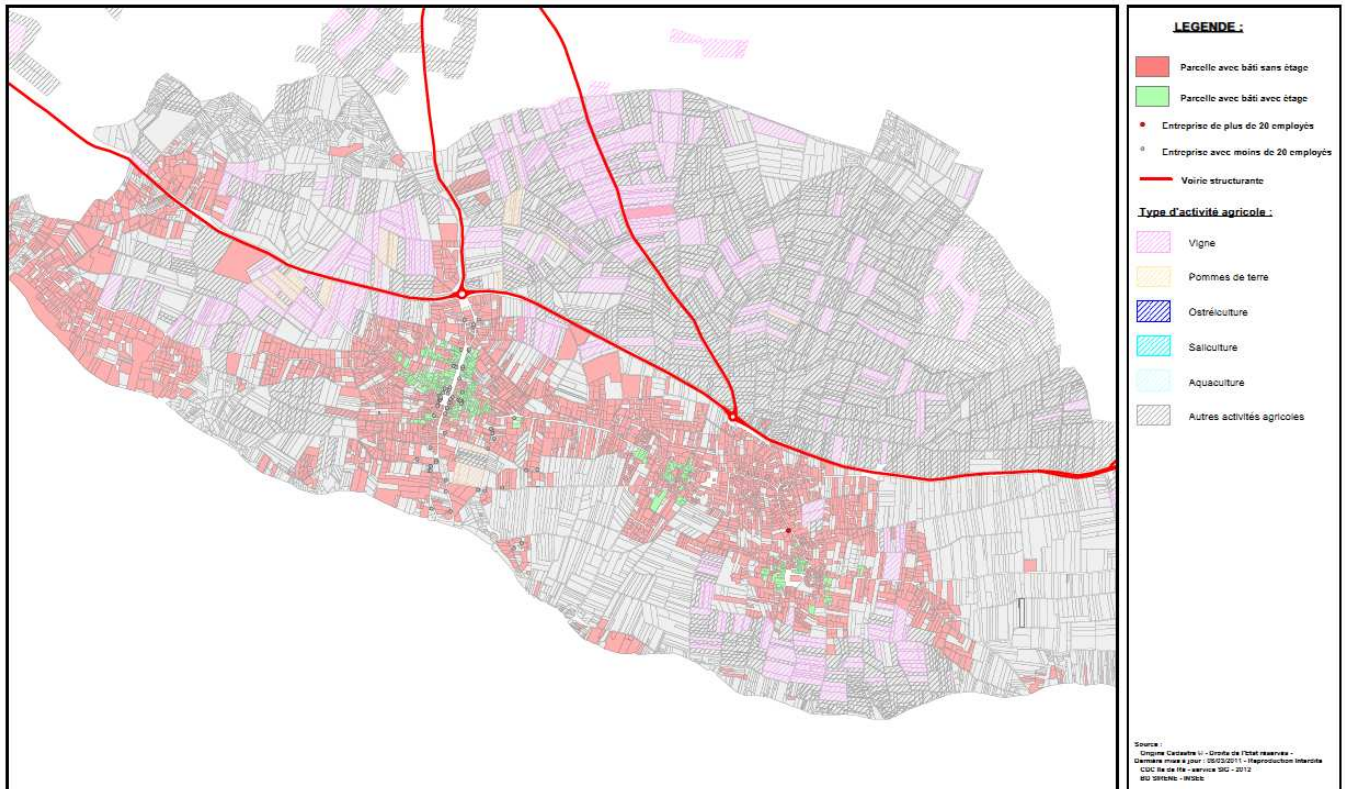 LEGENDE :
Parcelle avec bâti sans étage
Parcelle avec bâti avec étage
Entreprise de plus de 20 employés
Entreprise avec moins de 20 employés
Voirie structurante
Type d'activité agricole :
Vigne
Pommes de terre
Ostréiculture
Saliculture
Aquaculture
Autres activités agricoles
Source :
Origine Cadastre © - Droits de l'Etat réservés -
Dernière mise à jour : 08/03/2011 - Reproduction Interdite
CDC Ile de Ré - service SIG - 2012
BD SIRENE - INSEE